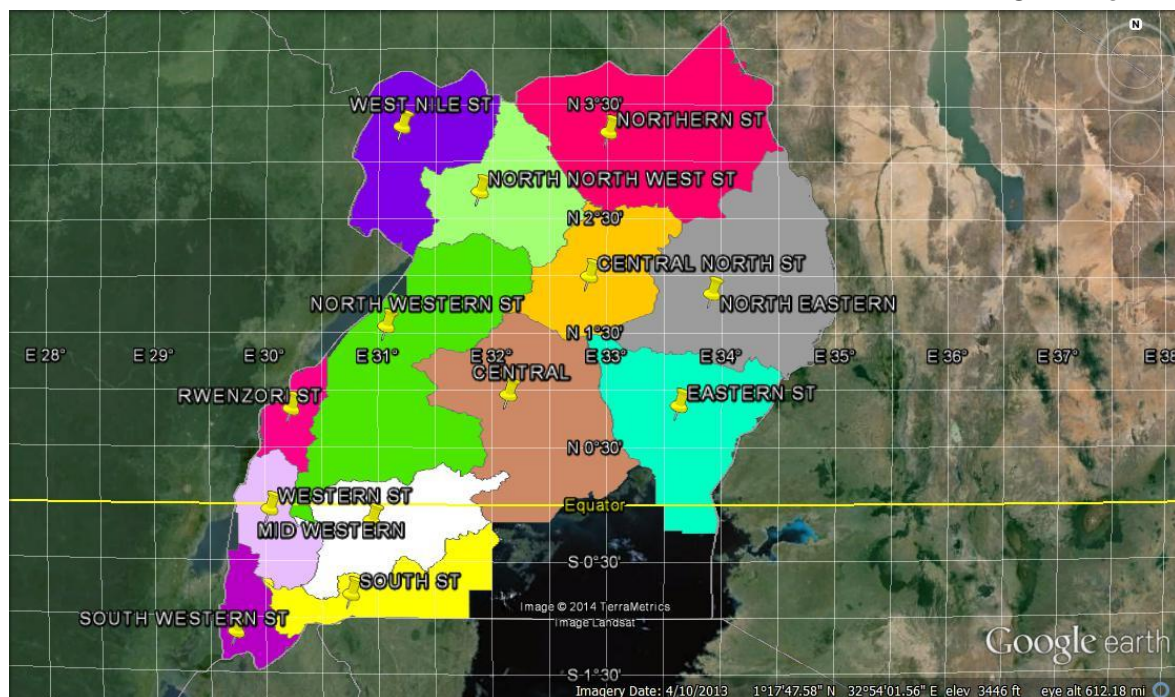 N
WEST NILE ST
N 3°30'
NORTHERN ST
NORTH NORTH WEST ST
N 2°30'
CENTRAL NORTH ST
NORTH WESTERN ST
NORTH EASTERN
N 1°30'
E 28°
E 29°
E 30°
E 31°
E 32°
E 33°
E 34°
E 35°
E 36°
E 37°
E 38
CENTRAL
RWENZORI ST
EASTERN ST
N 0°30'
WESTERN ST
Equator
MID WESTERN
S 0°30'
SOUTH ST
SOUTH WESTERN ST
Image © 2014 TerraMetrics
Image Landsat
Google earth
S 1°30'
Imagery Date: 4/10/2013 1°17'47.58" N 32°54'01.56" E elev 3446 ft eye alt 612.18 mi